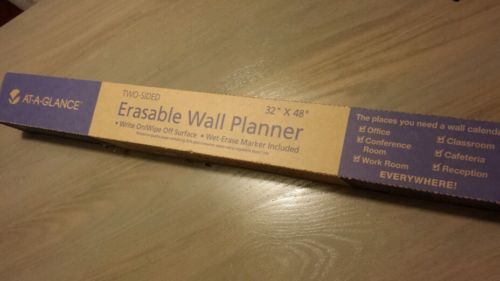 AT-A-GLANCE
TWO-SIDED
Erasable Wall Planner
32" X 48"
• Write On/Wipe Off Surface • Wet-Erase Marker Included
The places you need a wall calend
Office
Conference
Room
Work Room
Classroom
Cafeteria
Reception
EVERYWHERE!